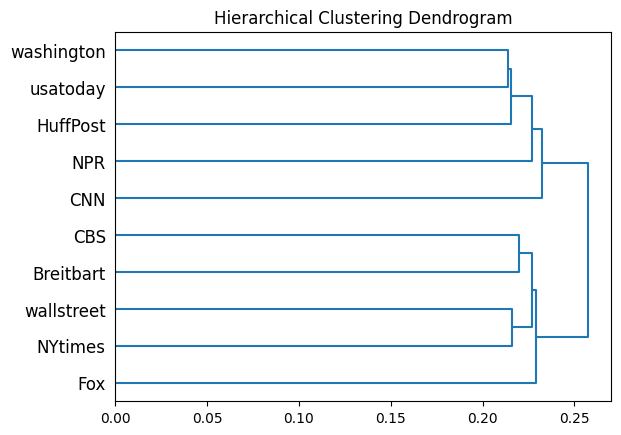 Hierarchical Clustering Dendrogram
washington
usatoday
HuffPost
NPR
CNN
CBS
Breitbart
wallstreet
NYtimes
Fox
0.00 0.05 0.10 0.15 0.20 0.25